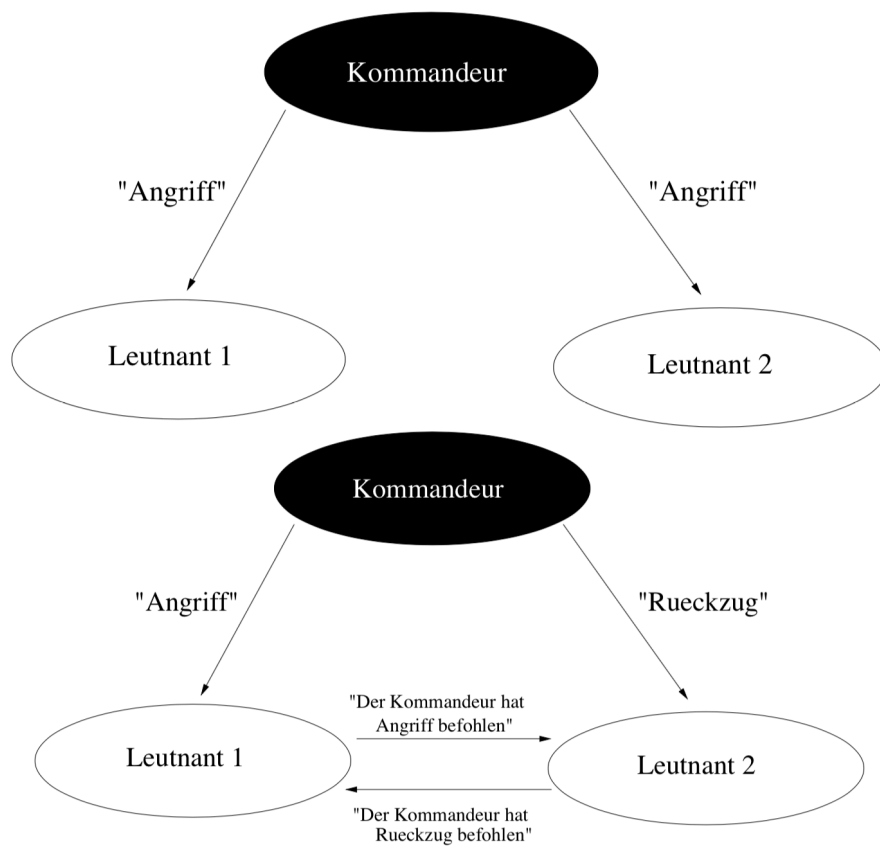 Kommandeur
"Angriff"
"Angriff"
Leutnant 1
Leutnant 2
Kommandeur
"Angriff"
"Rueckzug"
"Der Kommandeur hat
Angriff befohlen"
Leutnant 1
Leutnant 2
"Der Kommandeur hat
Rueckzug befohlen"